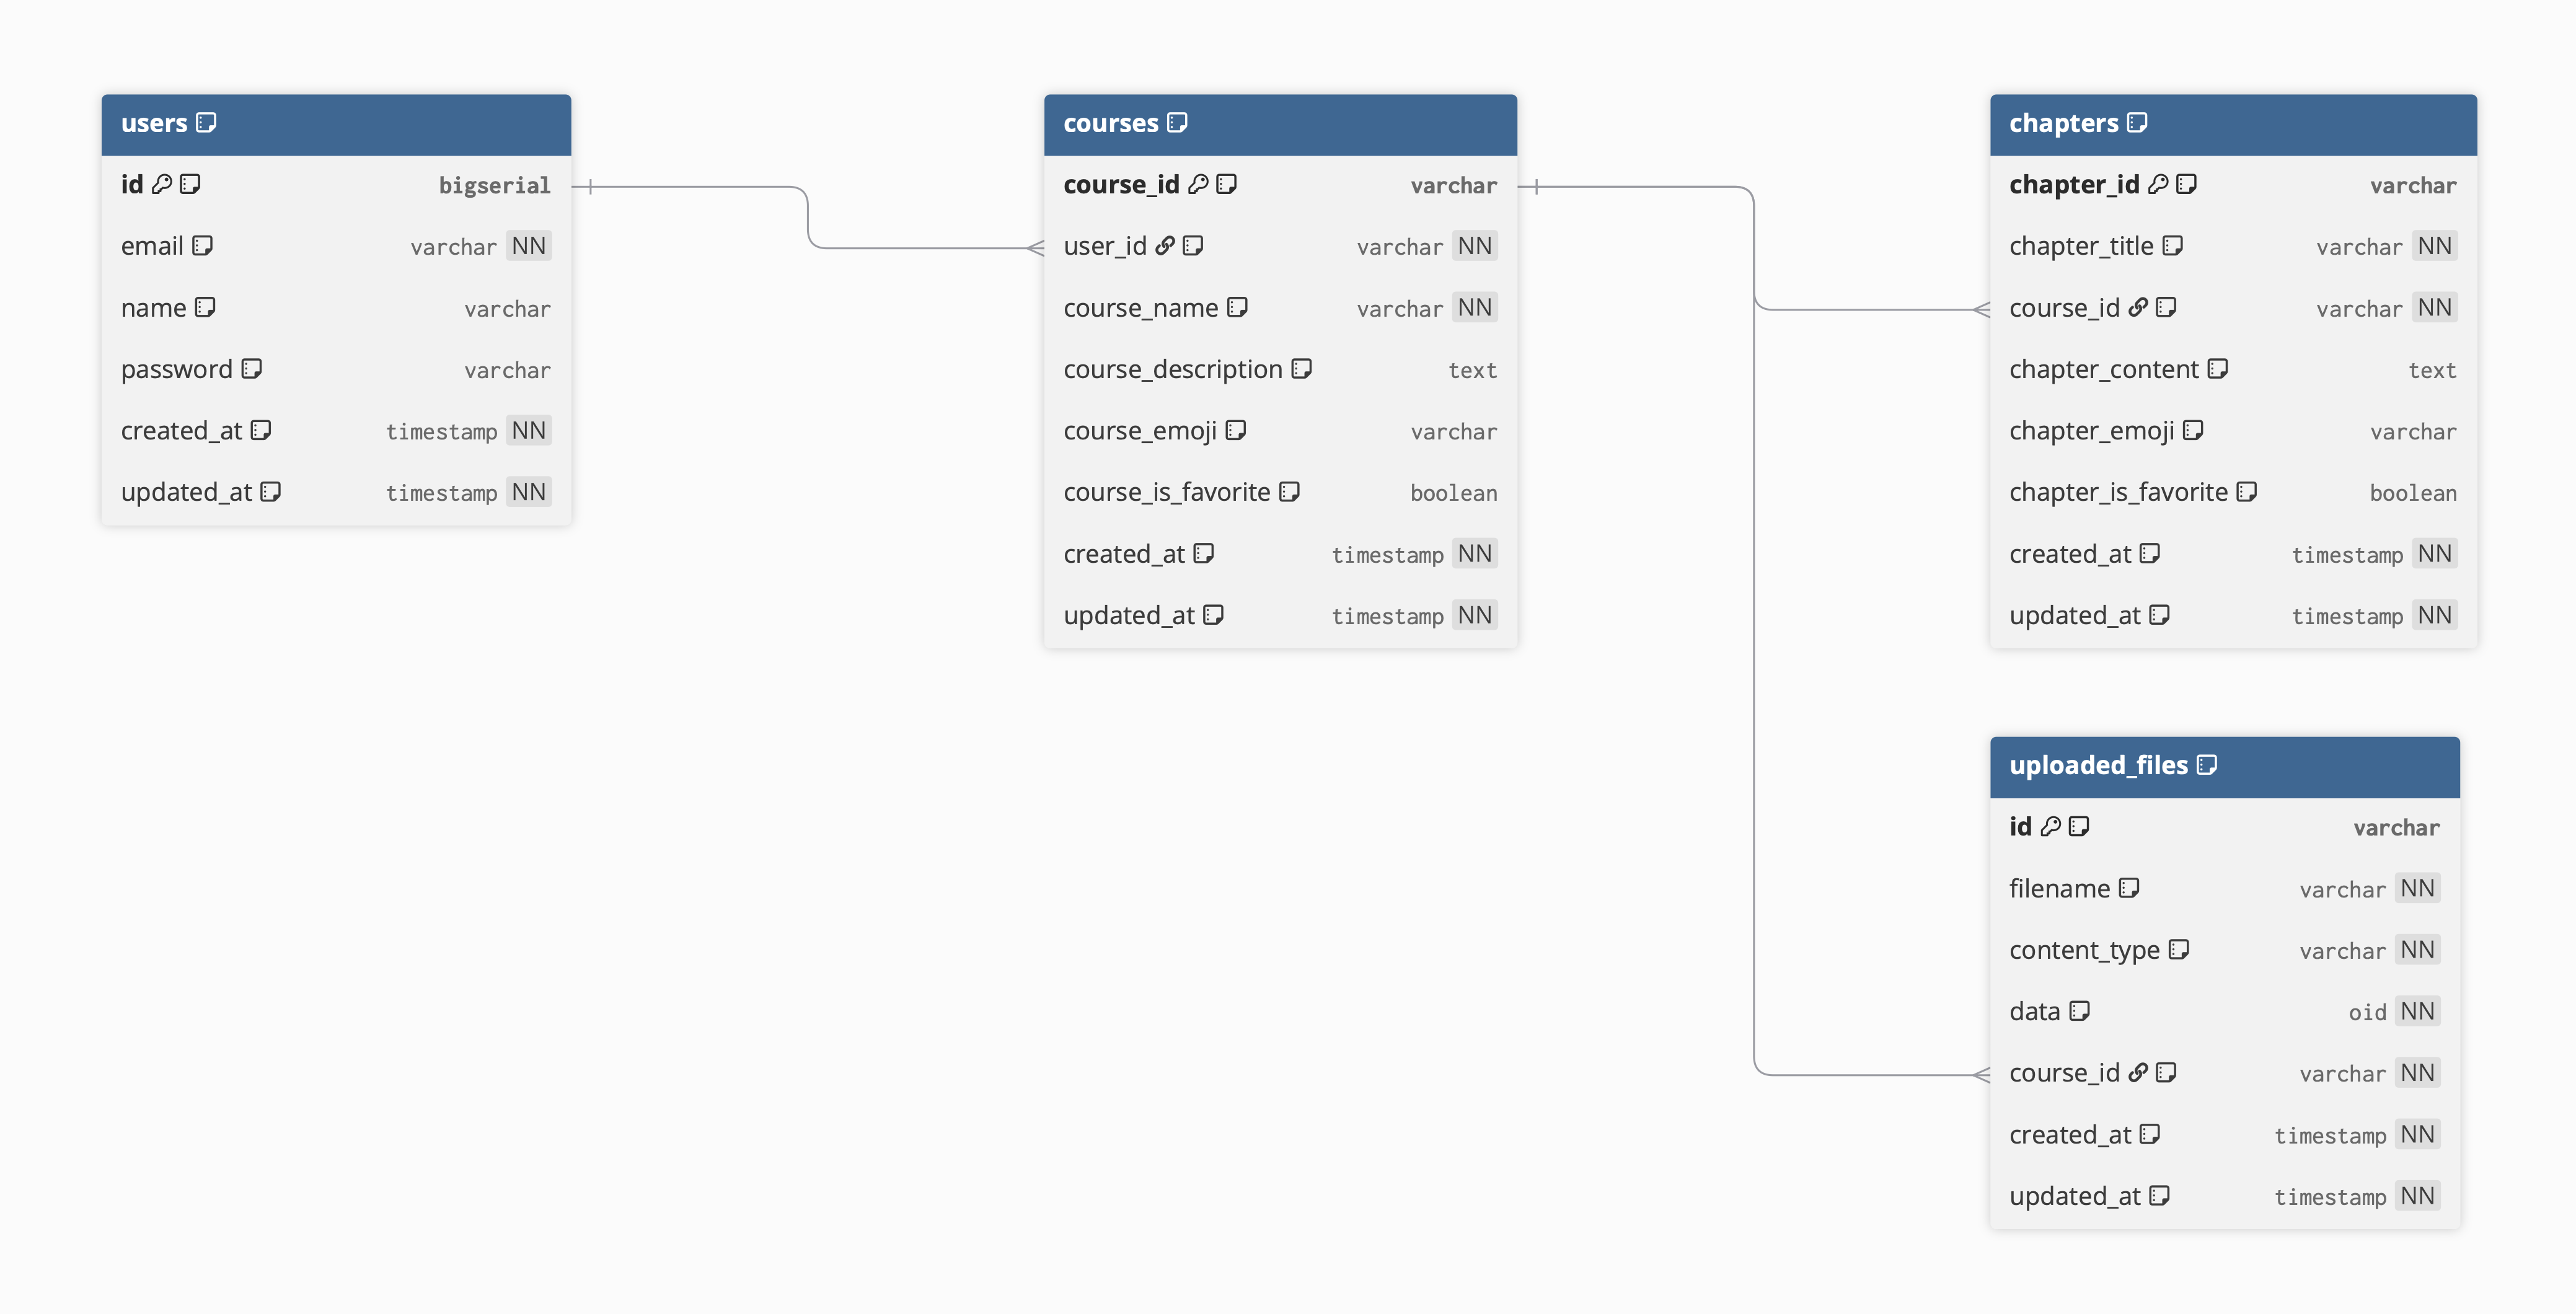 users
id bigserial
email varchar NN
name varchar
password varchar
created_at timestamp NN
updated_at timestamp NN
courses
course_id varchar
user_id varchar NN
course_name varchar NN
course_description text
course_emoji varchar
course_is_favorite boolean
created_at timestamp NN
updated_at timestamp NN
chapters
chapter_id varchar
chapter_title varchar NN
course_id varchar NN
chapter_content text
chapter_emoji varchar
chapter_is_favorite boolean
created_at timestamp NN
updated_at timestamp NN
uploaded_files
id varchar
filename varchar NN
content_type varchar NN
data oid NN
course_id varchar NN
created_at timestamp NN
updated_at timestamp NN